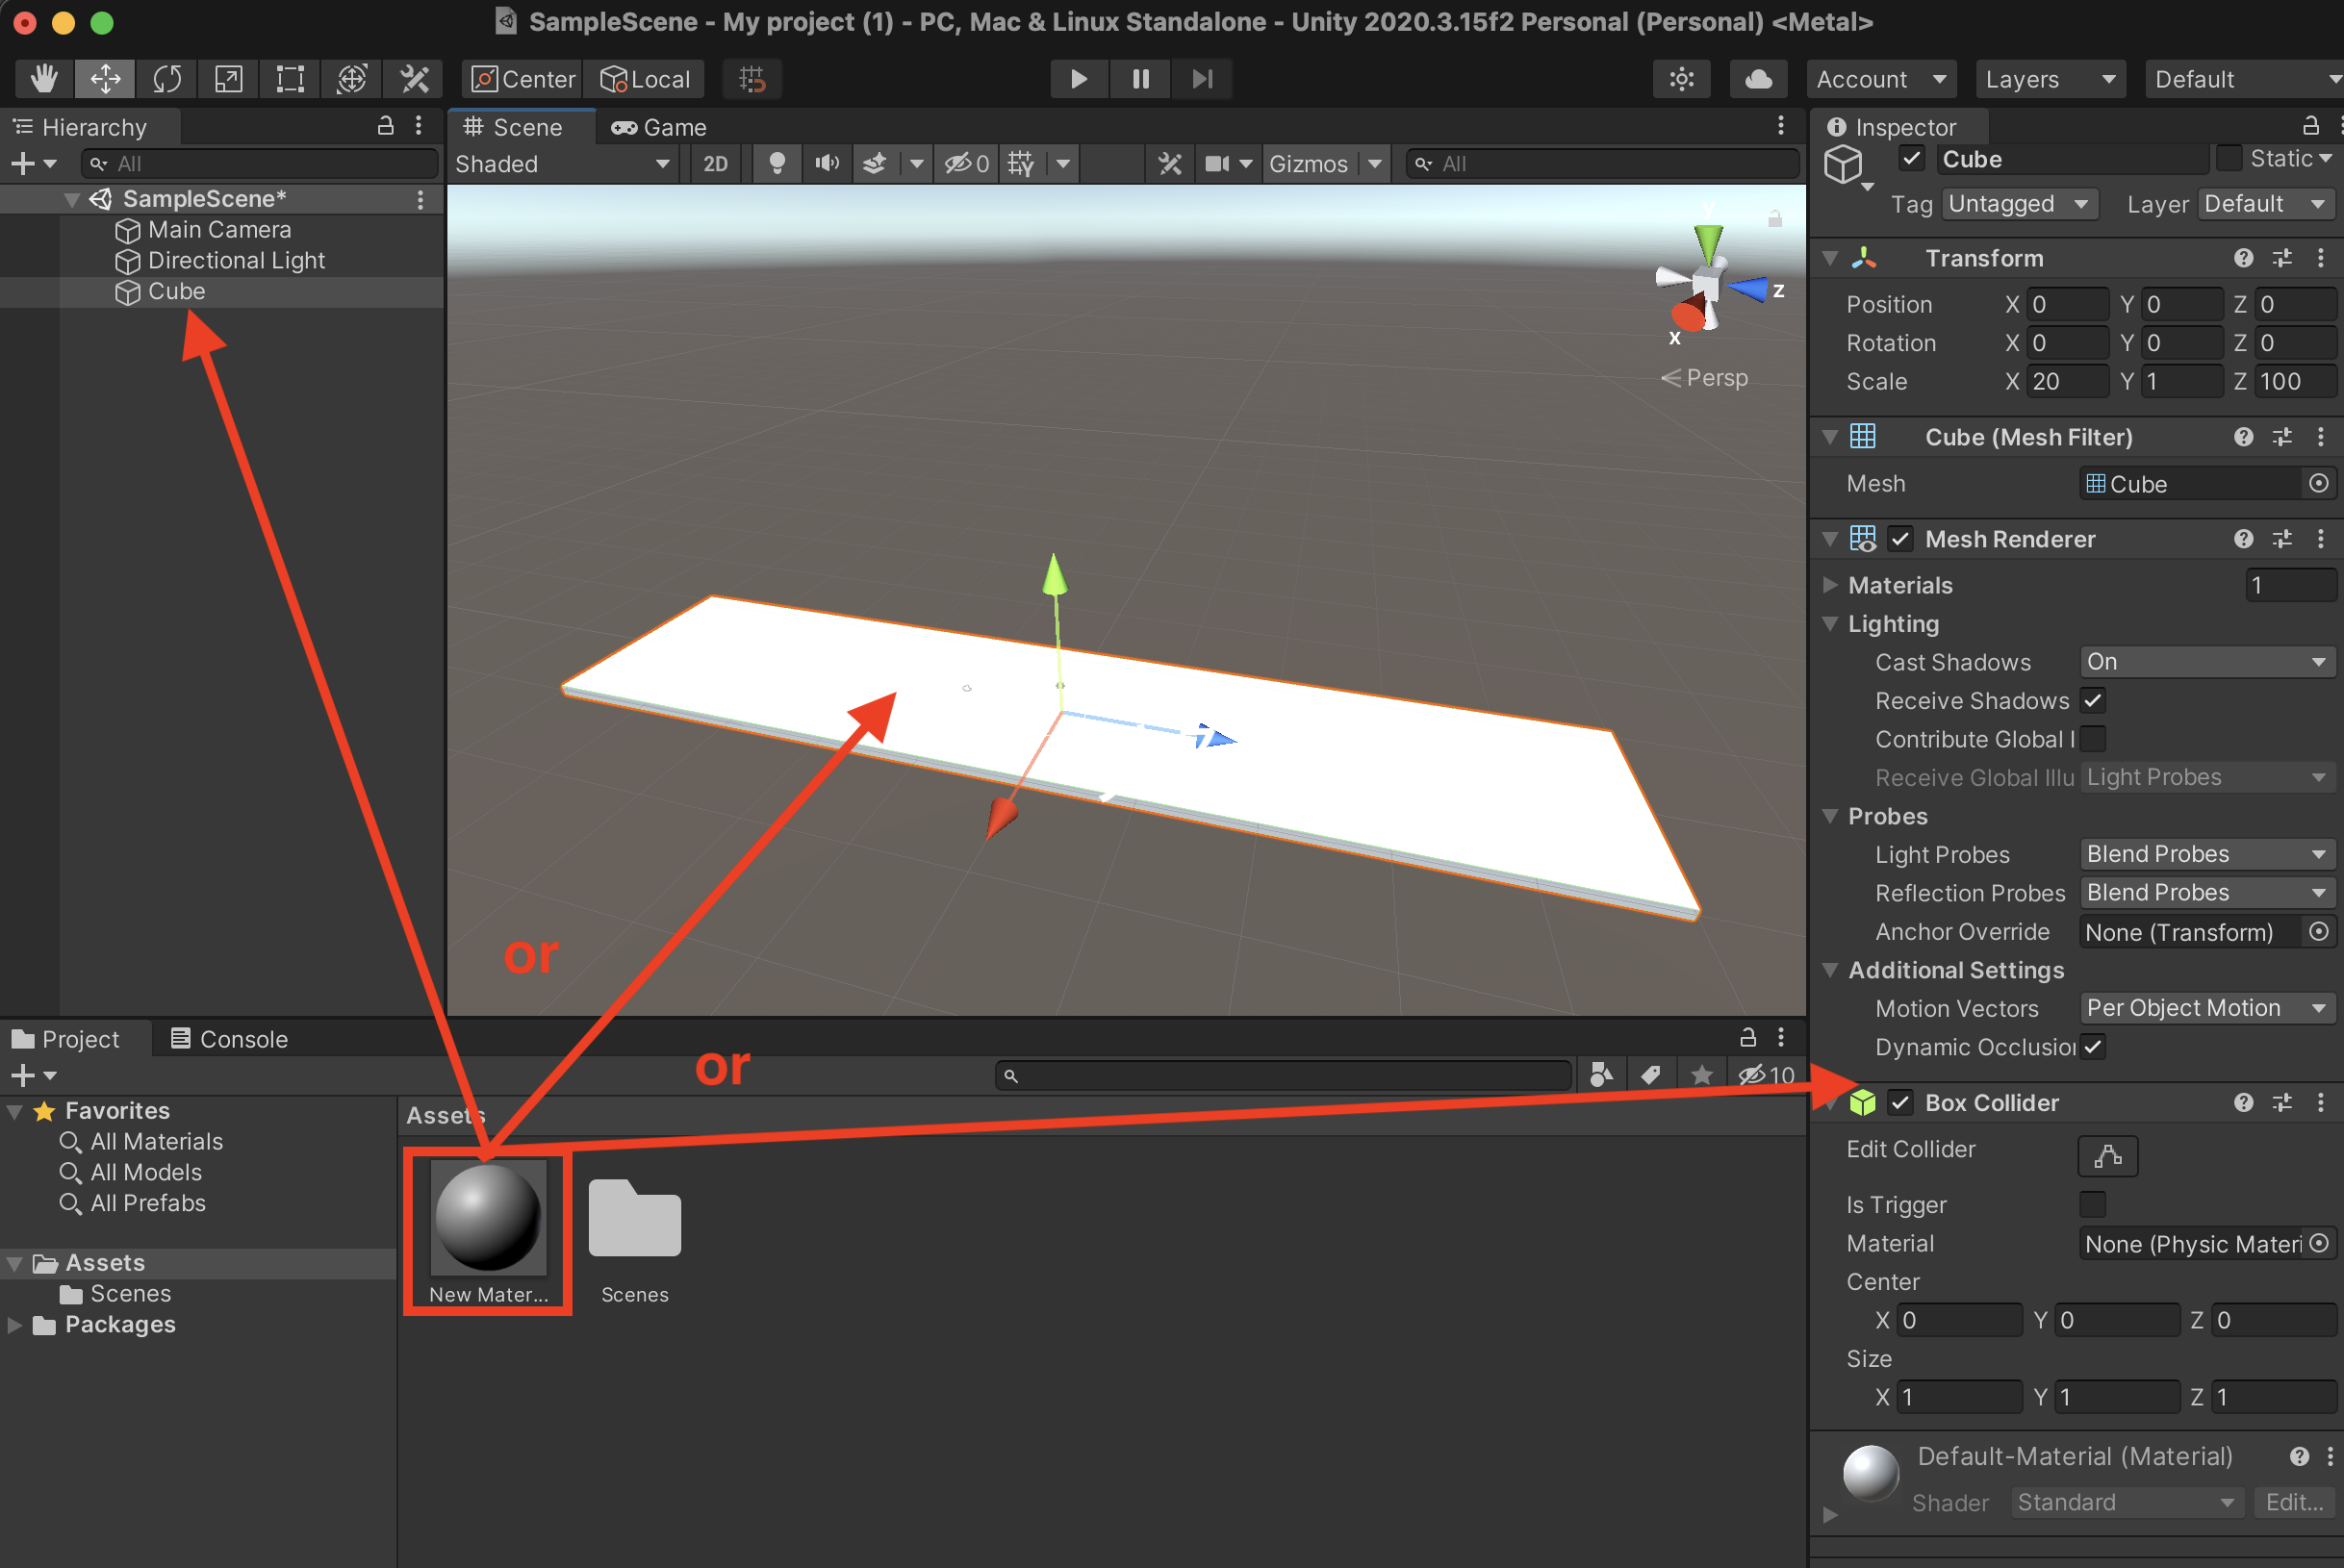 SampleScene - My project (1) - PC, Mac & Linux Standalone - Unity 2020.3.15f2 Personal (Personal) <Metal>
Center Local Account Layers Default
Hierarchy
All
SampleScene*
Main Camera
Directional Light
Cube
Scene Game
Shaded 2D 0 Gizmos All
y
z
x
Persp
or
or
Inspector
Cube Static
Tag Untagged Layer Default
Transform
Position X 0 Y 0 Z 0
Rotation X 0 Y 0 Z 0
Scale X 20 Y 1 Z 100
Cube (Mesh Filter)
Mesh Cube
Mesh Renderer
Materials 1
Lighting
Cast Shadows On
Receive Shadows
Contribute Global I
Receive Global Illu Light Probes
Probes
Light Probes Blend Probes
Reflection Probes Blend Probes
Anchor Override None (Transform)
Additional Settings
Motion Vectors Per Object Motion
Dynamic Occlusion
Box Collider
Edit Collider
Is Trigger
Material None (Physic Materi
Center
X 0 Y 0 Z 0
Size
X 1 Y 1 Z 1
Default-Material (Material)
Shader Standard Edit...
Project Console
10
Favorites
All Materials
All Models
All Prefabs
Assets
Scenes
Packages
Assets
New Mater...
Scenes